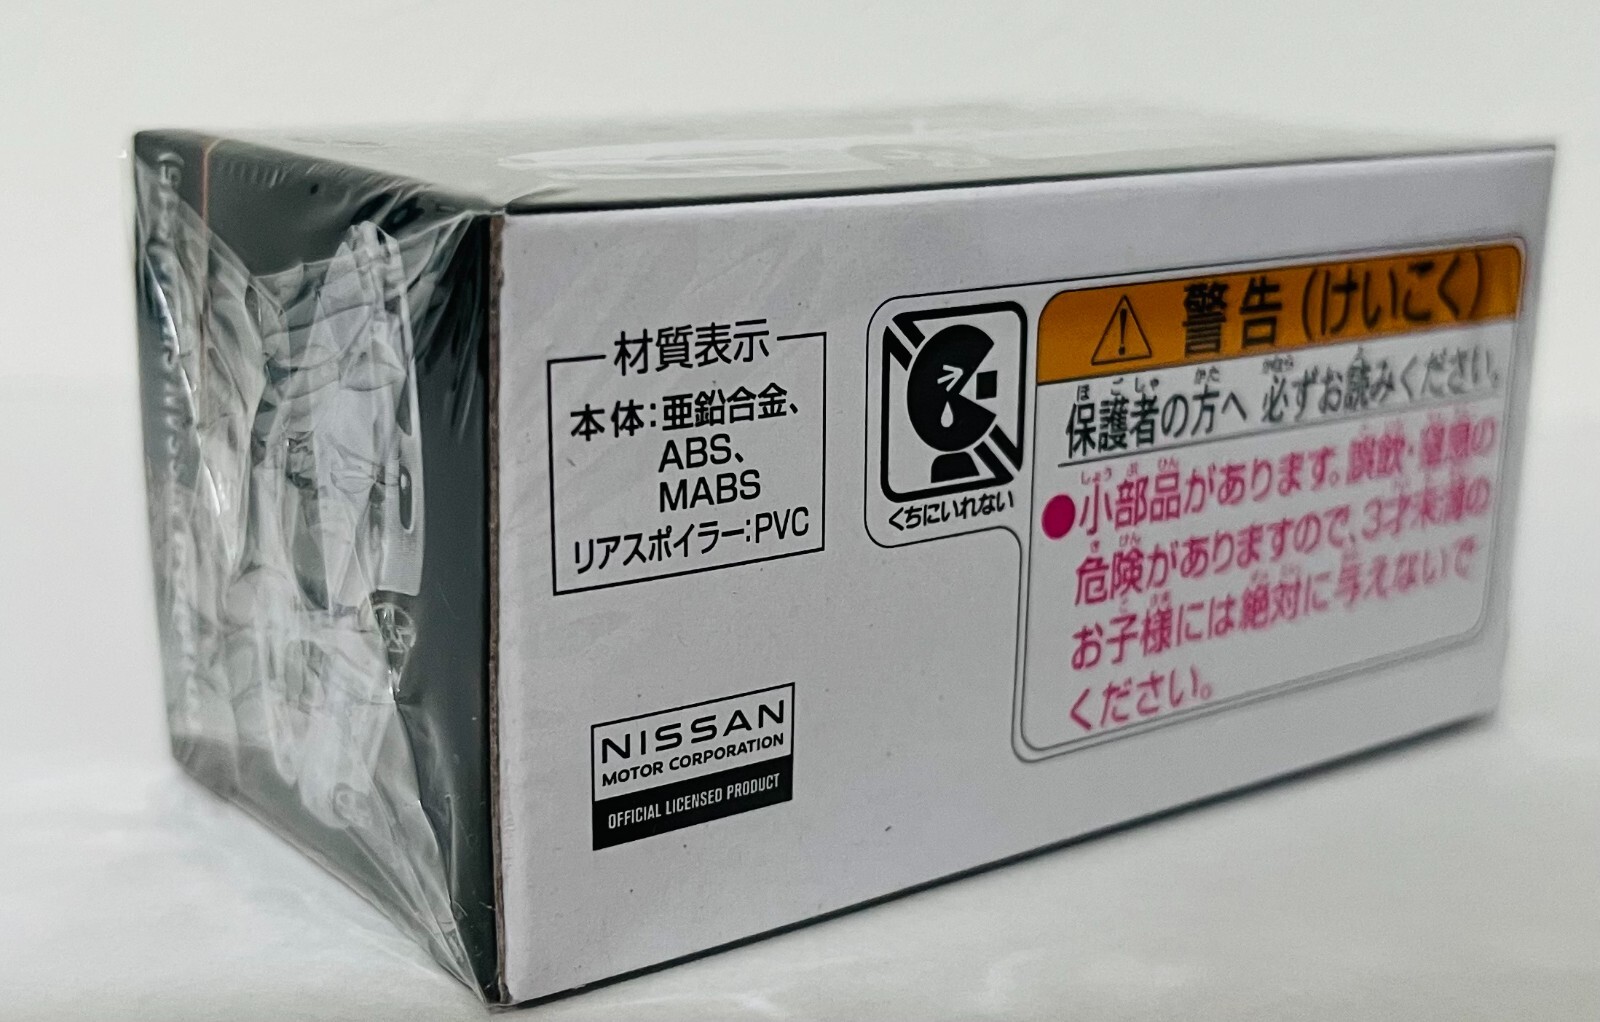 材質表示
本体:亜鉛合金、
ABS、
MABS
リアスポイラー:PVC
NISSAN
MOTOR CORPORATION
OFFICIAL LICENSED PRODUCT
くちにいれない
警告(けいこく)
保護者の方へ 必ずお読みください。
●小部品があります。誤飲・窒息の
危険がありますので、3才未満の
お子様には絶対に与えないで
ください。